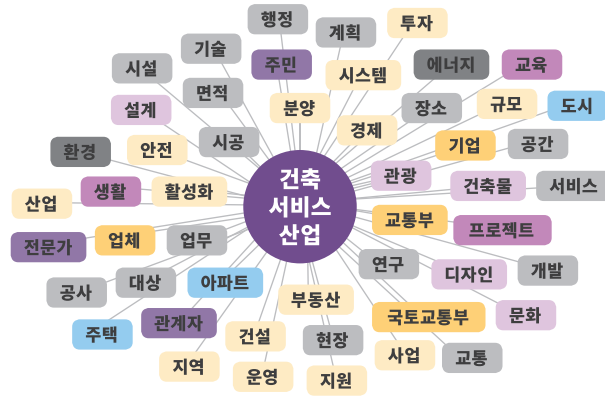 행정
계획
투자
기술
시설
주민
시스템
에너지
교육
면적
설계
분양
장소
규모
도시
환경
안전
시공
경제
기업
공간
건축
서비스
산업
산업
생활
활성화
관광
건축물
서비스
전문가
업체
업무
교통부
프로젝트
공사
대상
아파트
연구
디자인
개발
주택
관계자
부동산
국토교통부
문화
건설
현장
지역
운영
지원
사업
교통